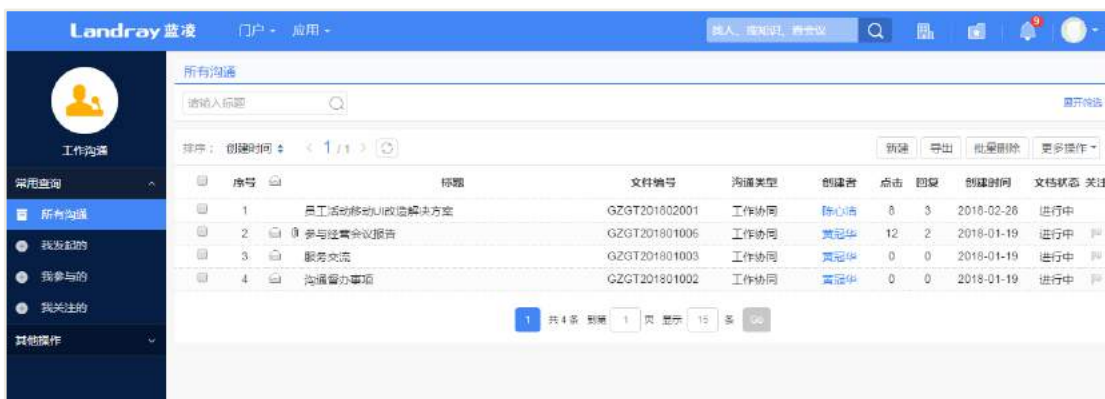 Landray 蓝凌 门户 应用 找人、搜知识、查会议 9
工作沟通
常用查询
所有沟通
我发起的
我参与的
我关注的
其他操作
所有沟通
请输入标题 展开筛选
排序： 创建时间 1 / 1 新建 导出 批量删除 更多操作
序号 标题 文件编号 沟通类型 创建者 点击 回复 创建时间 文档状态 关注
1 员工活动移动UI改造解决方案 GZGT201802001 工作协同 陈心洁 8 3 2018-02-28 进行中
2 参与经营会议报告 GZGT201801006 工作协同 黄冠华 12 2 2018-01-19 进行中
3 服务交流 GZGT201801003 工作协同 黄冠华 0 0 2018-01-19 进行中
4 沟通督办事项 GZGT201801002 工作协同 黄冠华 0 0 2018-01-19 进行中
1 共 4 条 到第 1 页 显示 15 条 Go